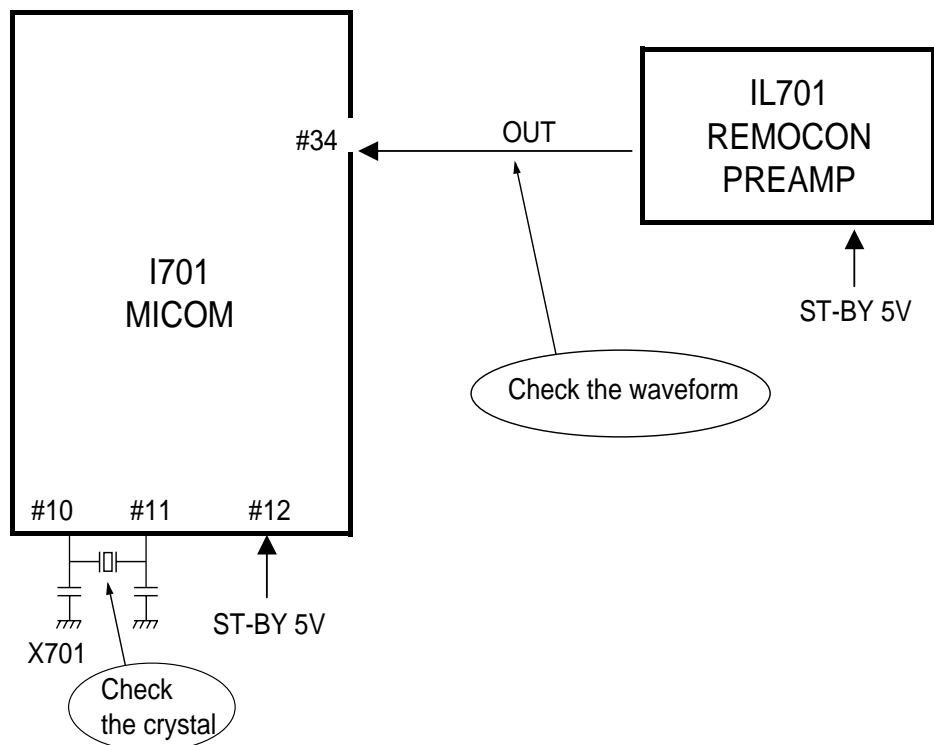 IL701
REMOCON
PREAMP
#34
OUT
I701
MICOM
ST-BY 5V
Check the waveform
#10
#11
#12
ST-BY 5V
X701
Check
the crystal